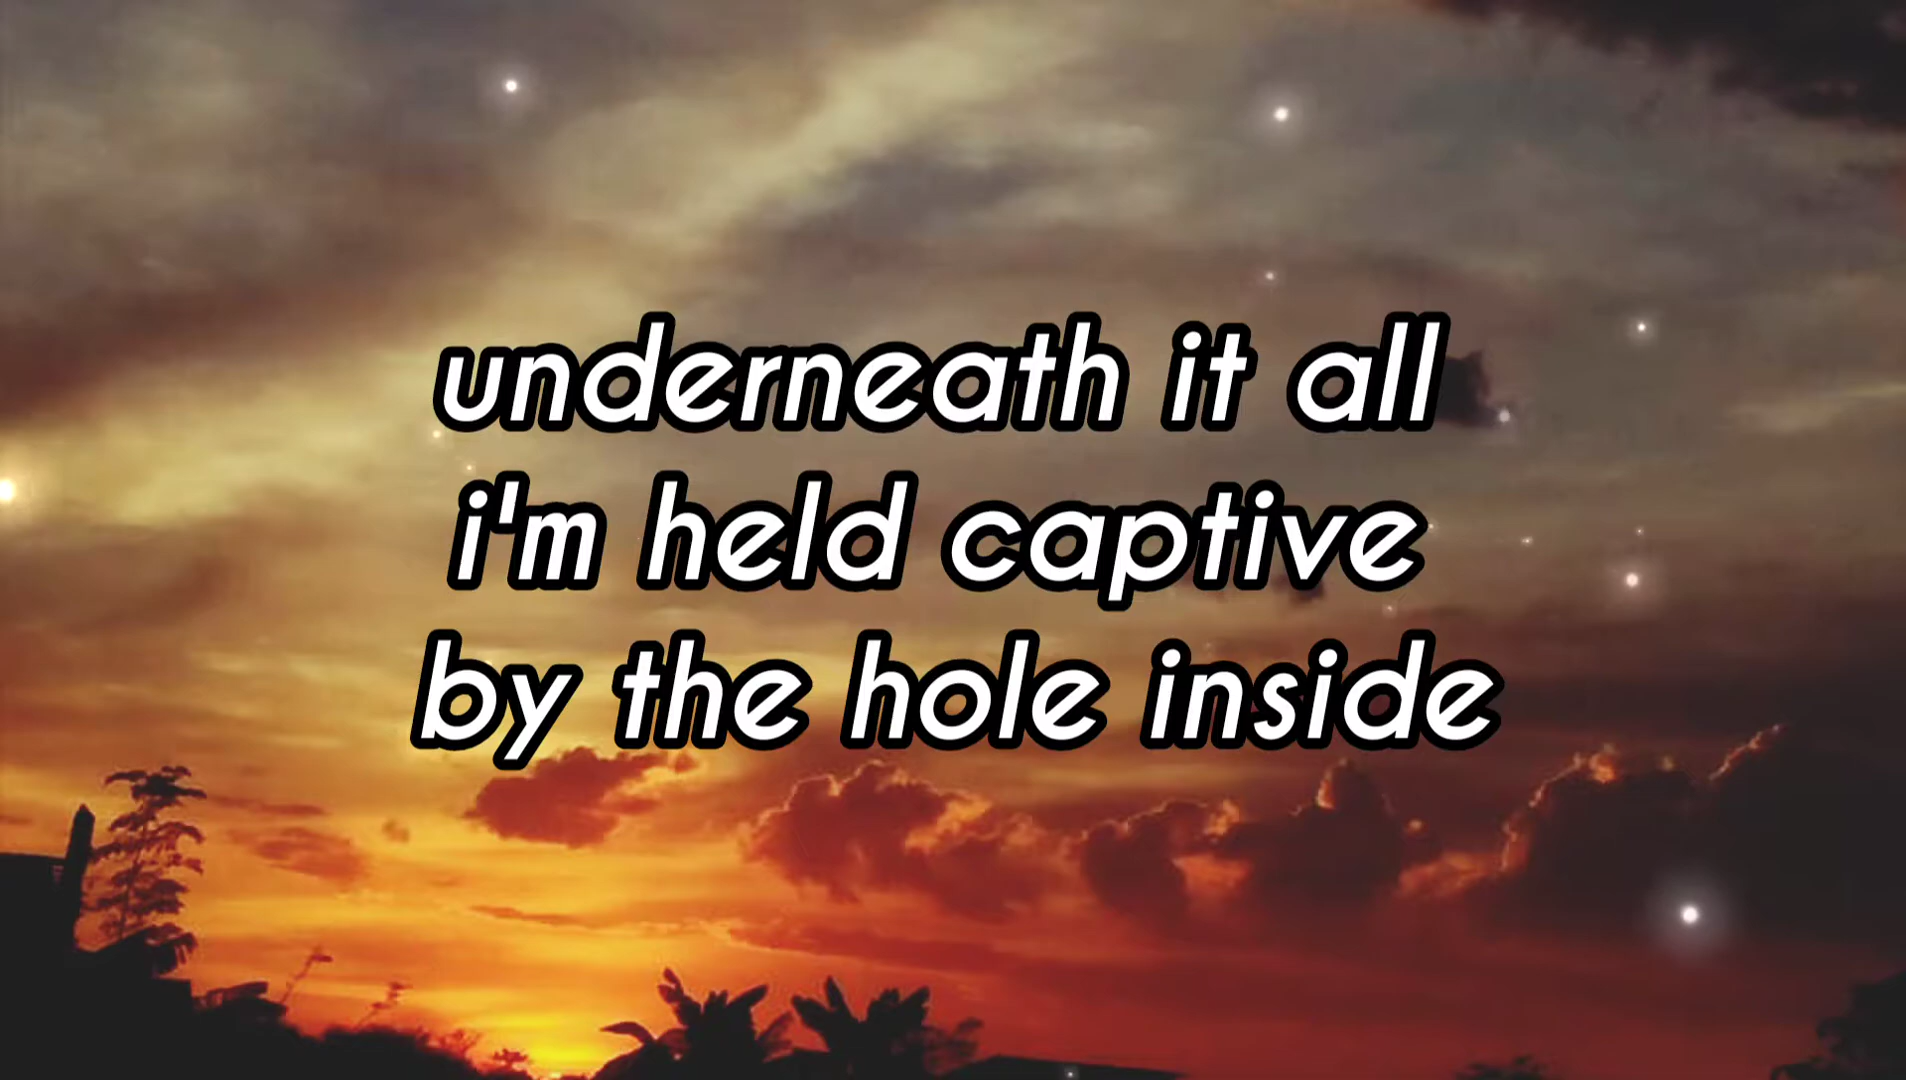 underneath it all
i'm held captive
by the hole inside